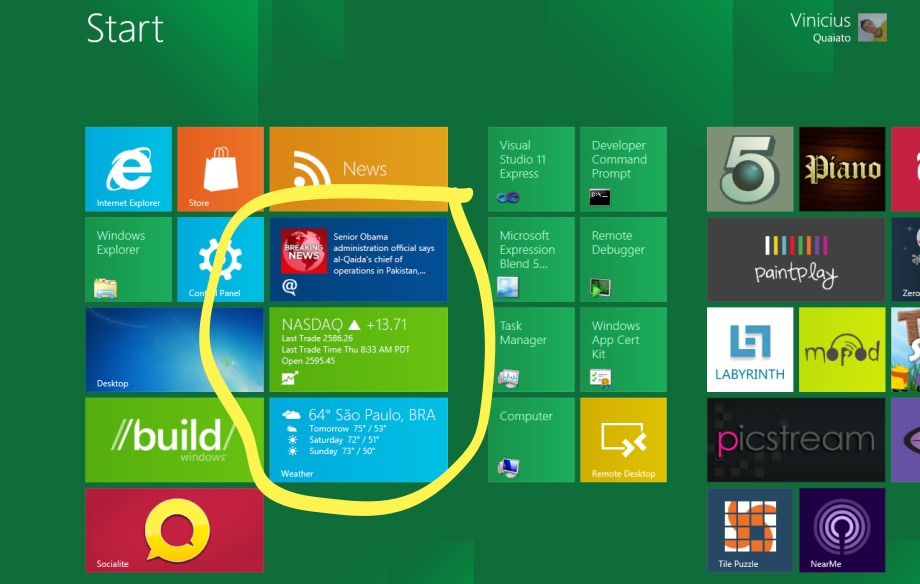 Start
Vinicius
Quaiato
Internet Explorer
Store
News
Windows
Explorer
Control Panel
BREAKING
NEWS
Senior Obama
administration official says
al-Qaida's chief of
operations in Pakistan,...
@
Desktop
NASDAQ ▲ +13.71
Last Trade 2586.26
Last Trade Time Thu 8:33 AM PDT
Open 2595.45
//build/
windows
64° São Paulo, BRA
Tomorrow 75° / 53°
Saturday 72° / 51°
Sunday 73° / 50°
Weather
Socialite
Visual
Studio 11
Express
Developer
Command
Prompt
Microsoft
Expression
Blend 5...
Remote
Debugger
Task
Manager
Windows
App Cert
Kit
Computer
Remote Desktop
5
Piano
paintplay
Zero
LABYRINTH
mopod
picstream
Tile Puzzle
NearMe